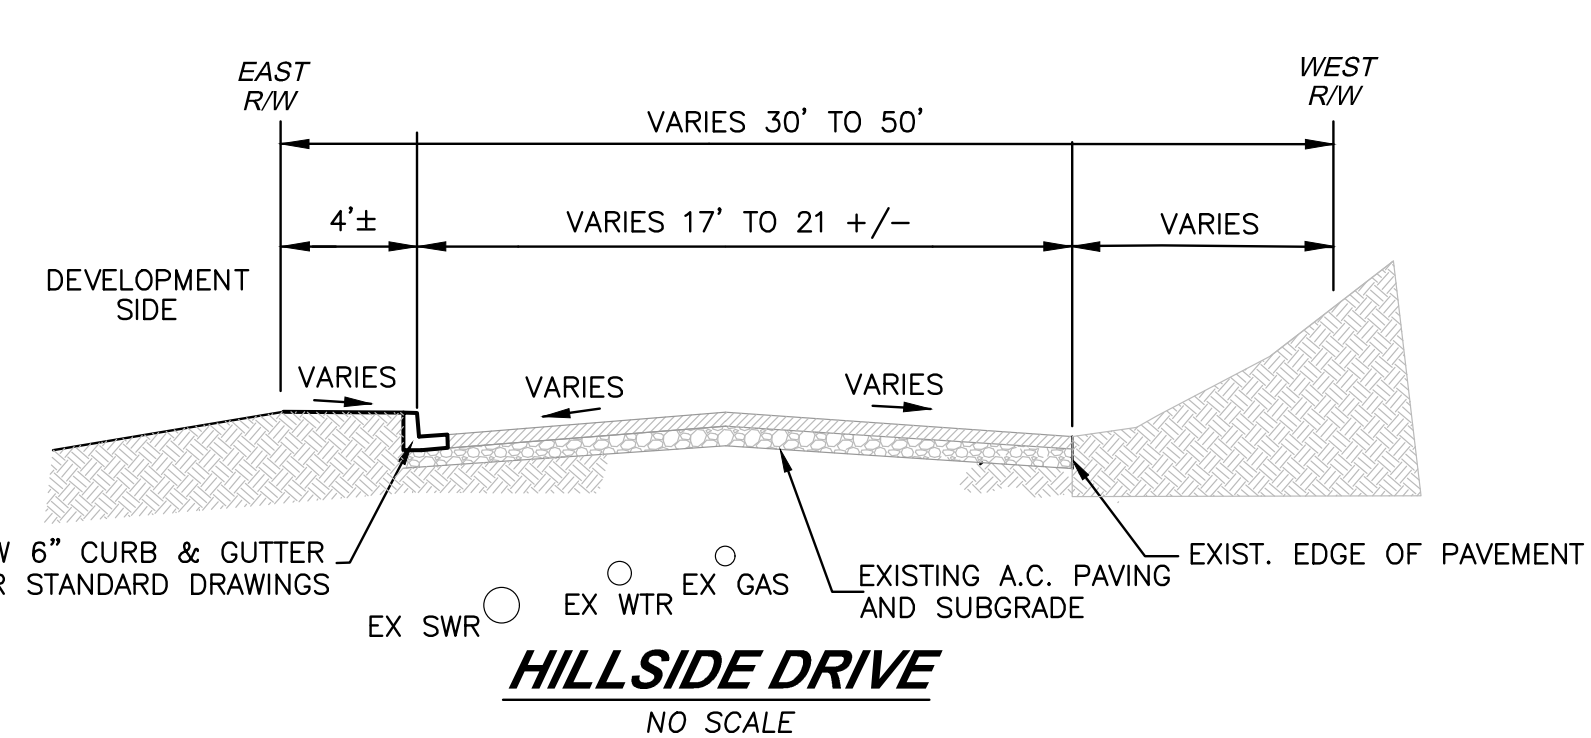 EAST
R/W
WEST
R/W
VARIES 30' TO 50'
4'±
VARIES 17' TO 21 +/-
VARIES
DEVELOPMENT
SIDE
VARIES
VARIES
VARIES
6" CURB & GUTTER
STANDARD DRAWINGS
EX SWR
EX WTR
EX GAS
EXISTING A.C. PAVING
AND SUBGRADE
EXIST. EDGE OF PAVEMENT
HILLSIDE DRIVE
NO SCALE